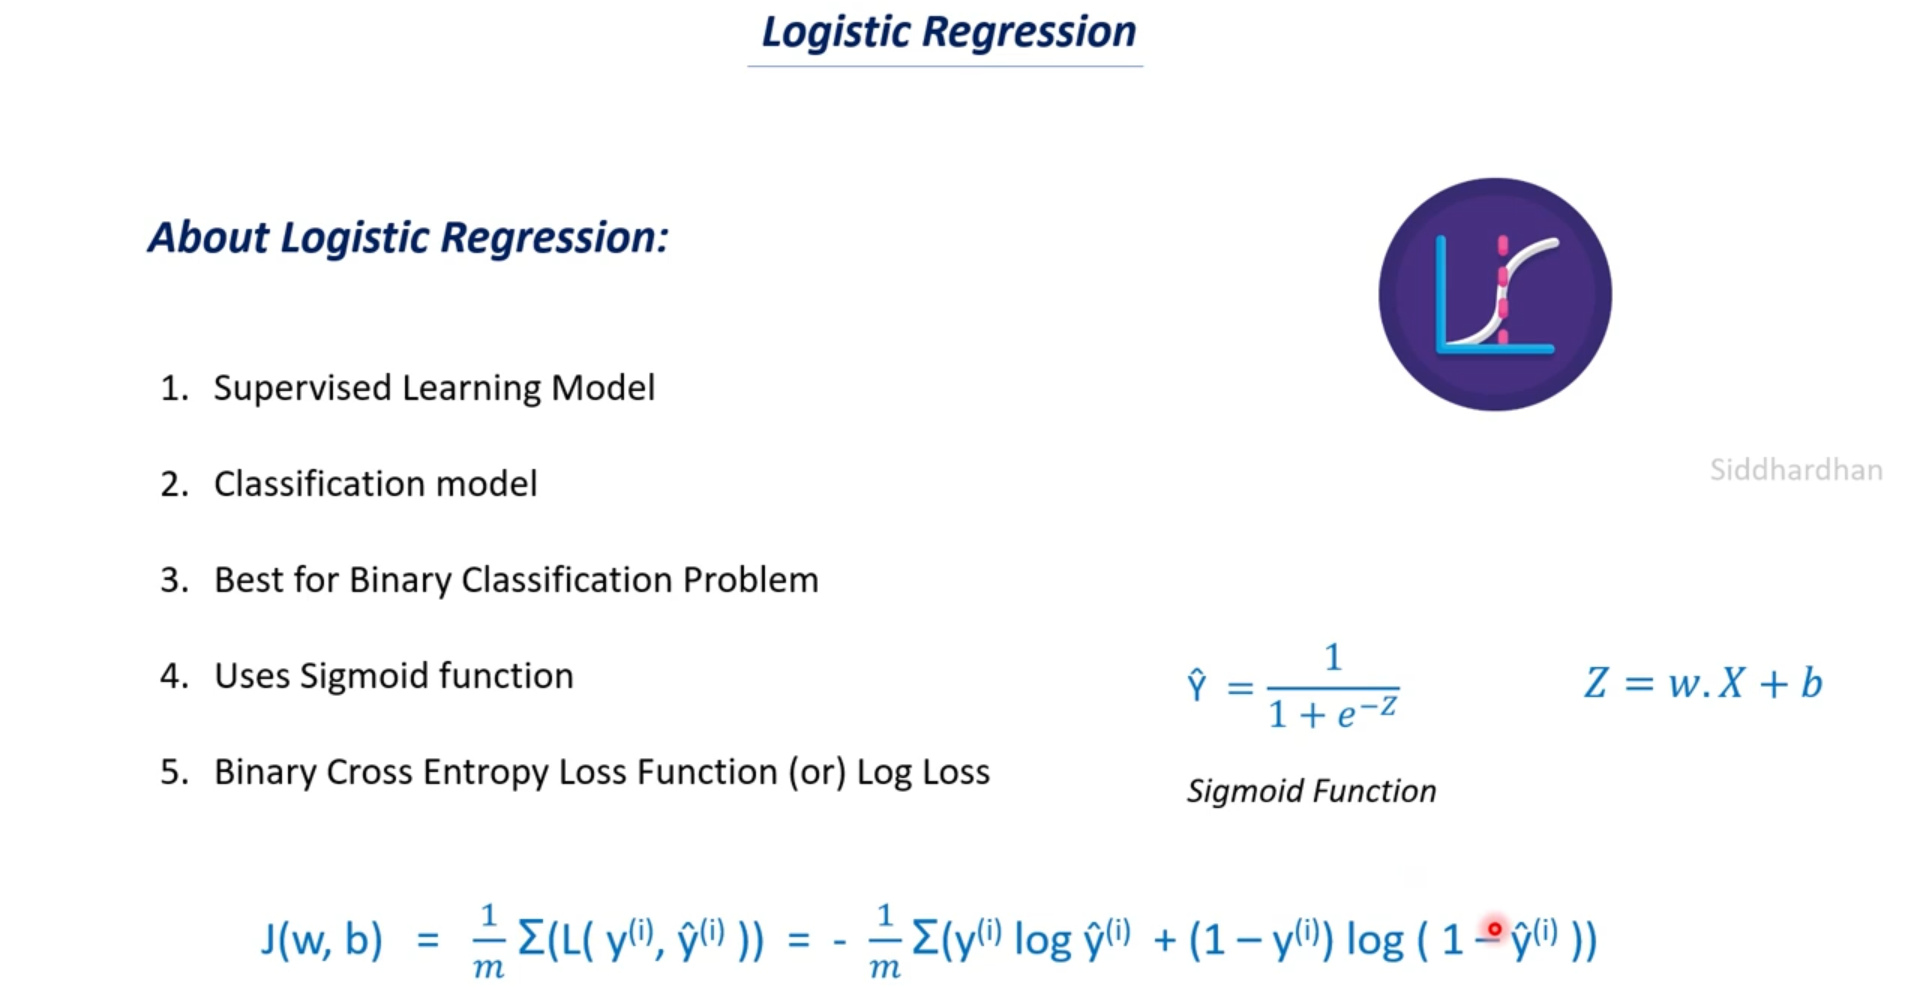 Logistic Regression
About Logistic Regression:
1. Supervised Learning Model
Siddhardhan
2. Classification model
3. Best for Binary Classification Problem
4. Uses Sigmoid function
Ŷ = 1 / (1 + e^−Z)
Z = w. X + b
5. Binary Cross Entropy Loss Function (or) Log Loss
Sigmoid Function
J(w, b) = 1/m Σ(L( y⁽ⁱ⁾, ŷ⁽ⁱ⁾ )) = - 1/m Σ(y⁽ⁱ⁾ log ŷ⁽ⁱ⁾ + (1 – y⁽ⁱ⁾) log ( 1 – ŷ⁽ⁱ⁾ ))